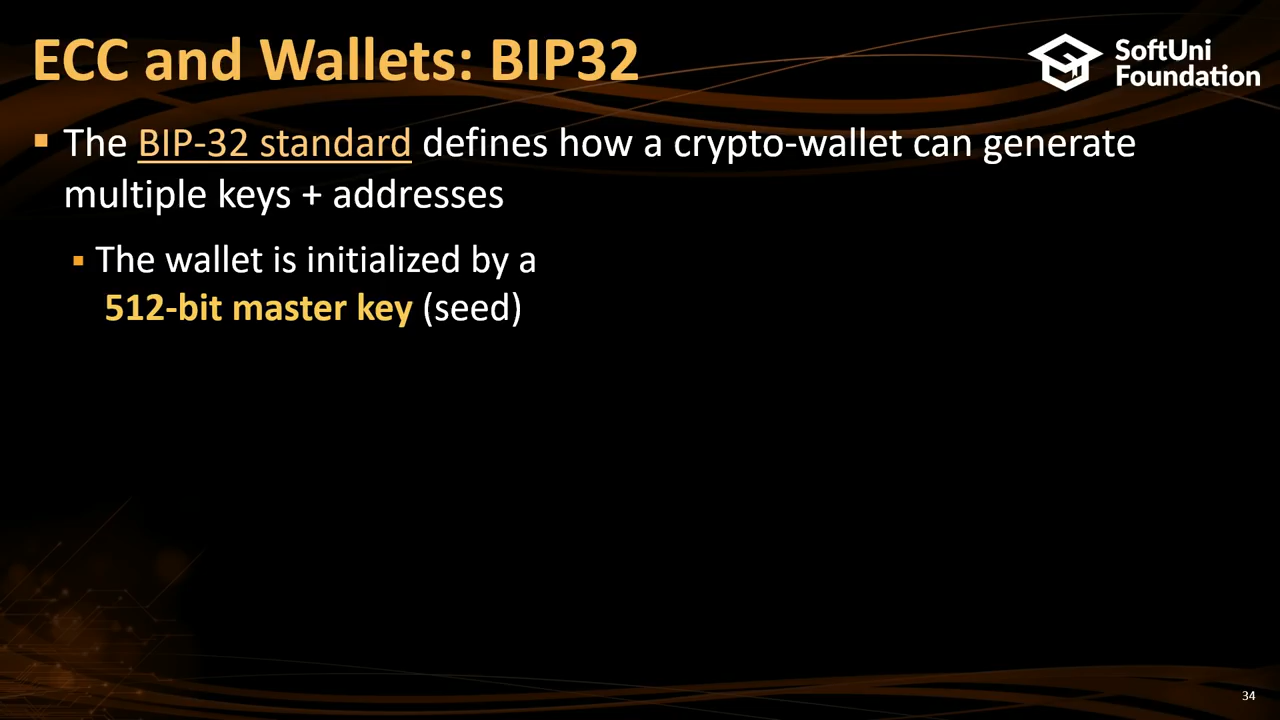 ECC and Wallets: BIP32
SoftUni
Foundation
The BIP-32 standard defines how a crypto-wallet can generate
multiple keys + addresses
The wallet is initialized by a
512-bit master key (seed)
34